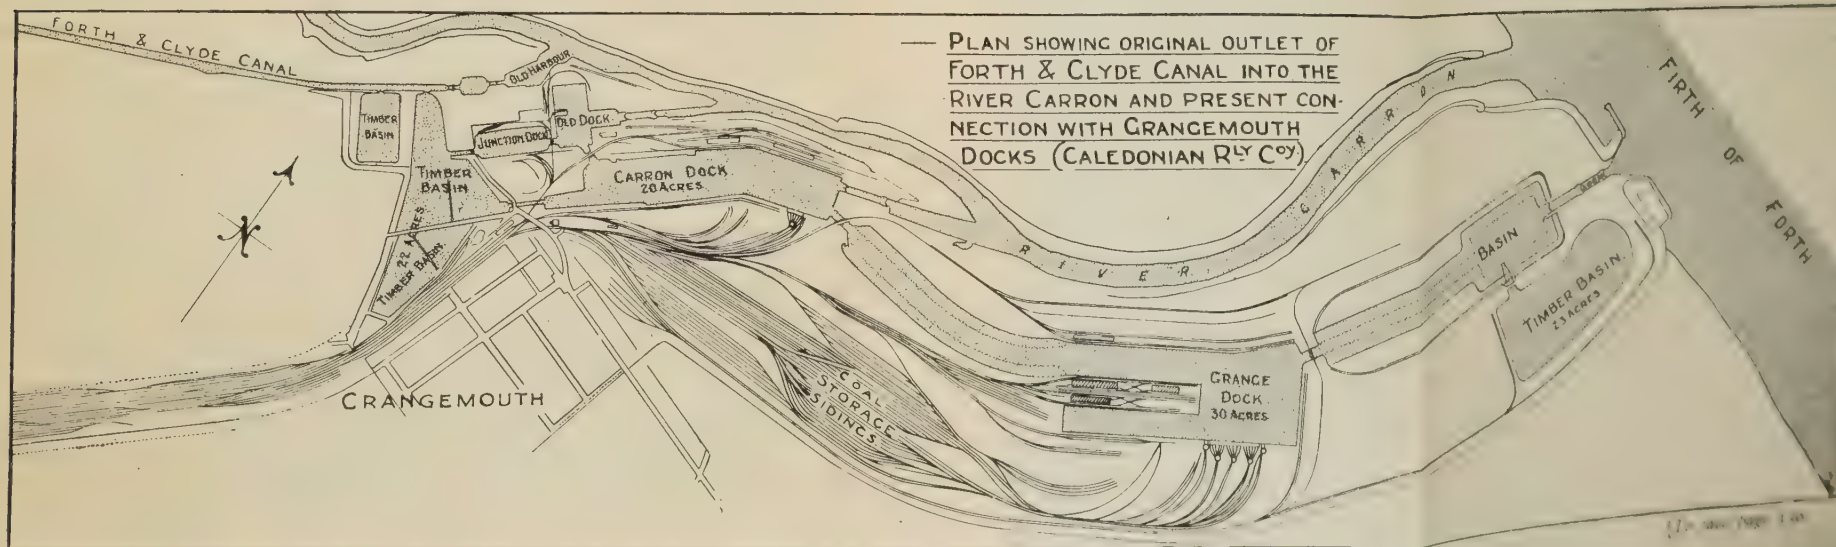 FORTH & CLYDE CANAL
OLD HARBOUR
— PLAN SHOWING ORIGINAL OUTLET OF
FORTH & CLYDE CANAL INTO THE
RIVER CARRON AND PRESENT CON-
NECTION WITH GRANGEMOUTH
DOCKS (CALEDONIAN RLY COY.)
FIRTH OF FORTH
TIMBER
BASIN
JUNCTION DOCK
OLD DOCK
TIMBER
BASIN
CARRON DOCK
20 ACRES
22 ACRES
TIMBER BASIN
N
RIVER CARRON
BASIN
TIMBER BASIN
23 ACRES
GRANGEMOUTH
COAL
STORAGE
SIDINGS
GRANGE
DOCK
30 ACRES